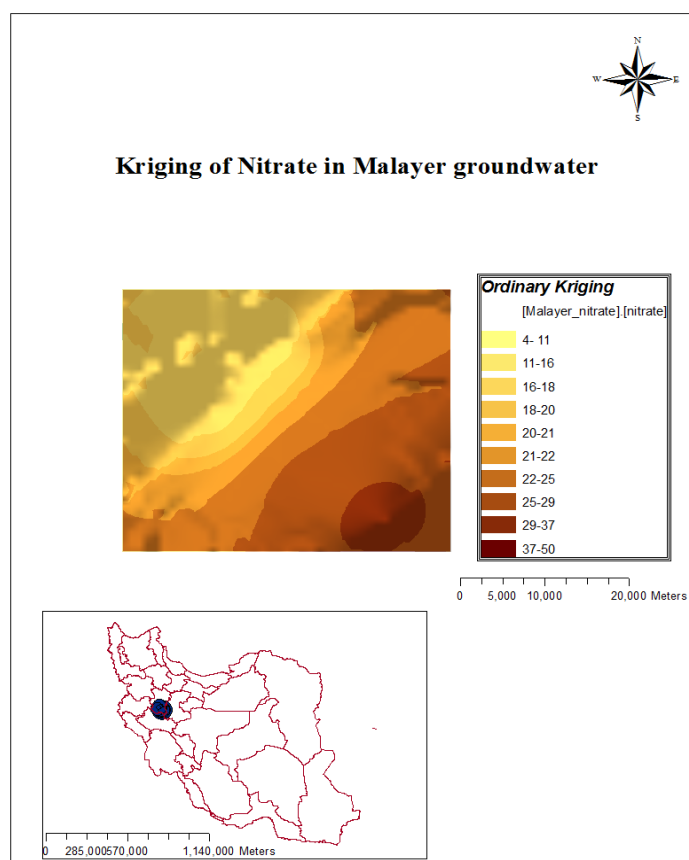 N
W E
S
Kriging of Nitrate in Malayer groundwater
Ordinary Kriging
[Malayer_nitrate].[nitrate]
4- 11
11-16
16-18
18-20
20-21
21-22
22-25
25-29
29-37
37-50
0 5,000 10,000 20,000 Meters
0 285,000570,000 1,140,000 Meters